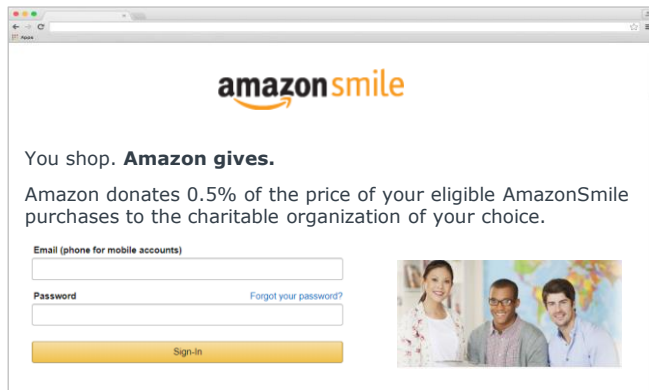 Apps
amazonsmile
You shop. Amazon gives.
Amazon donates 0.5% of the price of your eligible AmazonSmile
purchases to the charitable organization of your choice.
Email (phone for mobile accounts)
Password Forgot your password?
Sign-In